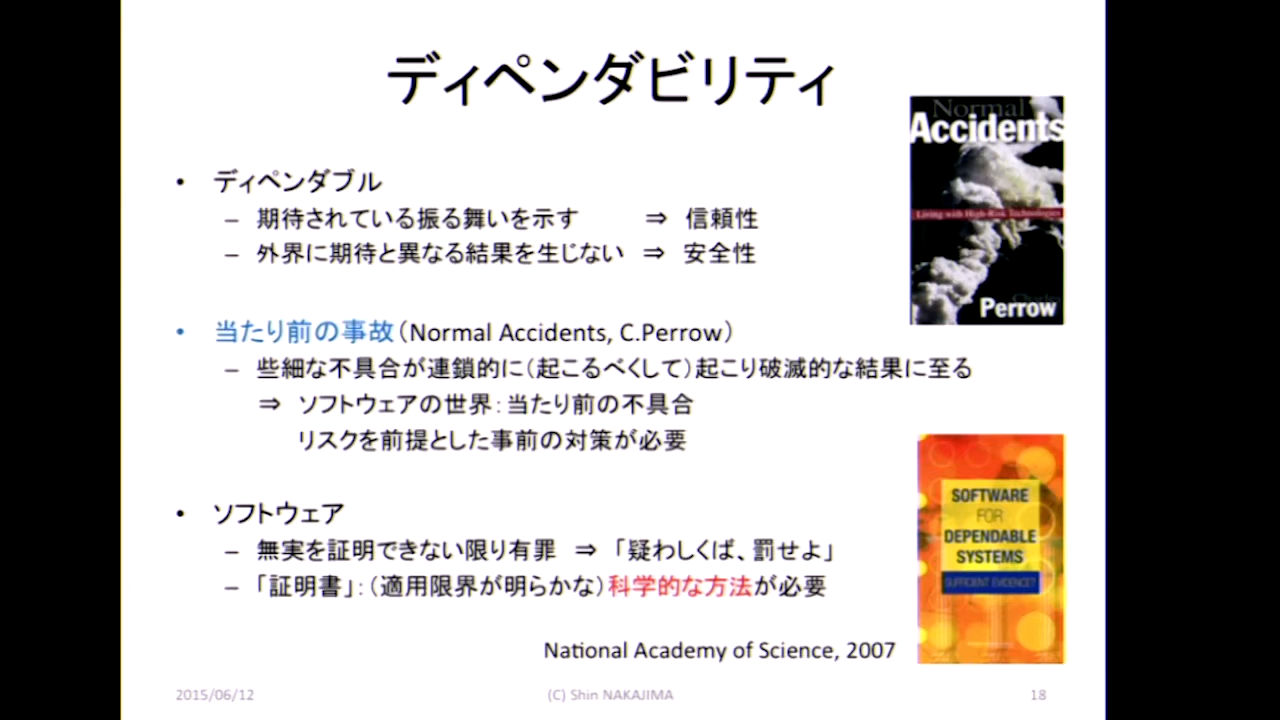 ディペンダビリティ
Normal
Accidents
Living with High-Risk Technologies
Perrow
• ディペンダブル
– 期待されている振る舞いを示す ⇒ 信頼性
– 外界に期待と異なる結果を生じない ⇒ 安全性
• 当たり前の事故（Normal Accidents, C.Perrow）
– 些細な不具合が連鎖的に（起こるべくして）起こり破滅的な結果に至る
⇒ ソフトウェアの世界：当たり前の不具合
リスクを前提とした事前の対策が必要
• ソフトウェア
– 無実を証明できない限り有罪 ⇒ 「疑わしくば、罰せよ」
– 「証明書」：（適用限界が明らかな）科学的な方法が必要
SOFTWARE
FOR
DEPENDABLE
SYSTEMS
SUFFICIENT EVIDENCE?
National Academy of Science, 2007
2015/06/12
(C) Shin NAKAJIMA
18